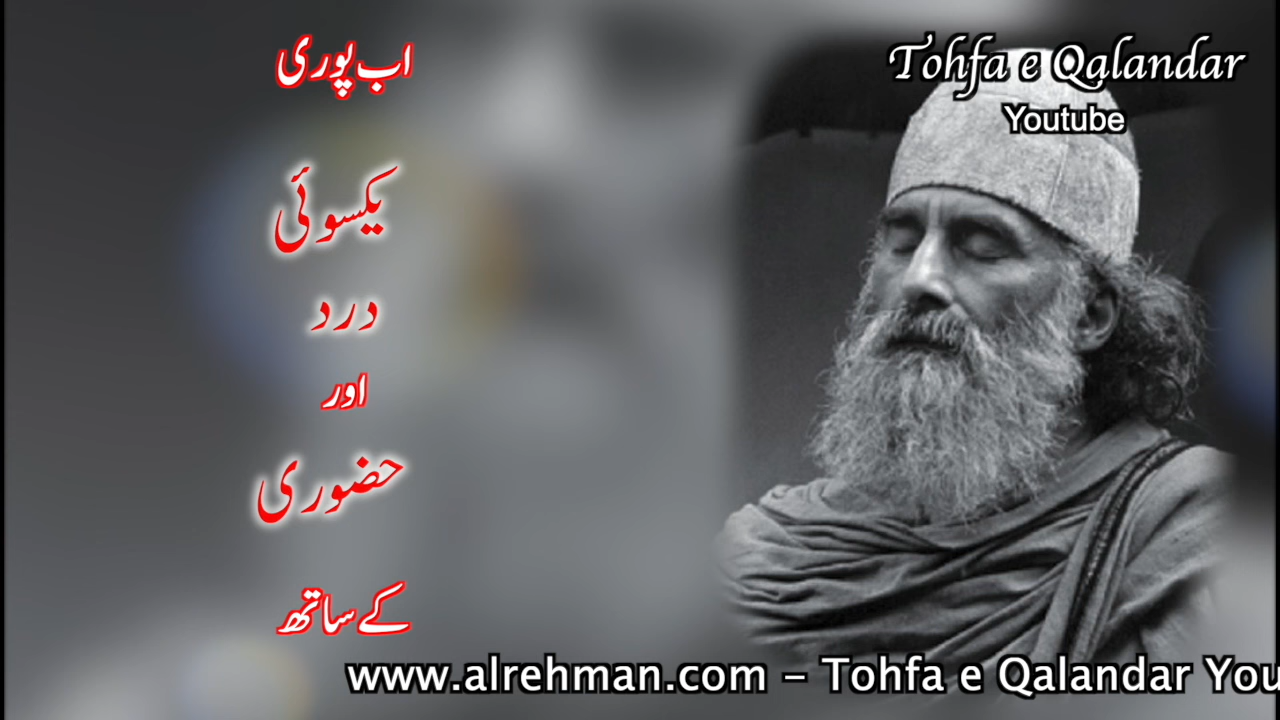 Tohfa e Qalandar
Youtube
اب پوری
یکسوئی
درد
اور
حضوری
کے ساتھ
www.alrehman.com - Tohfa e Qalandar You